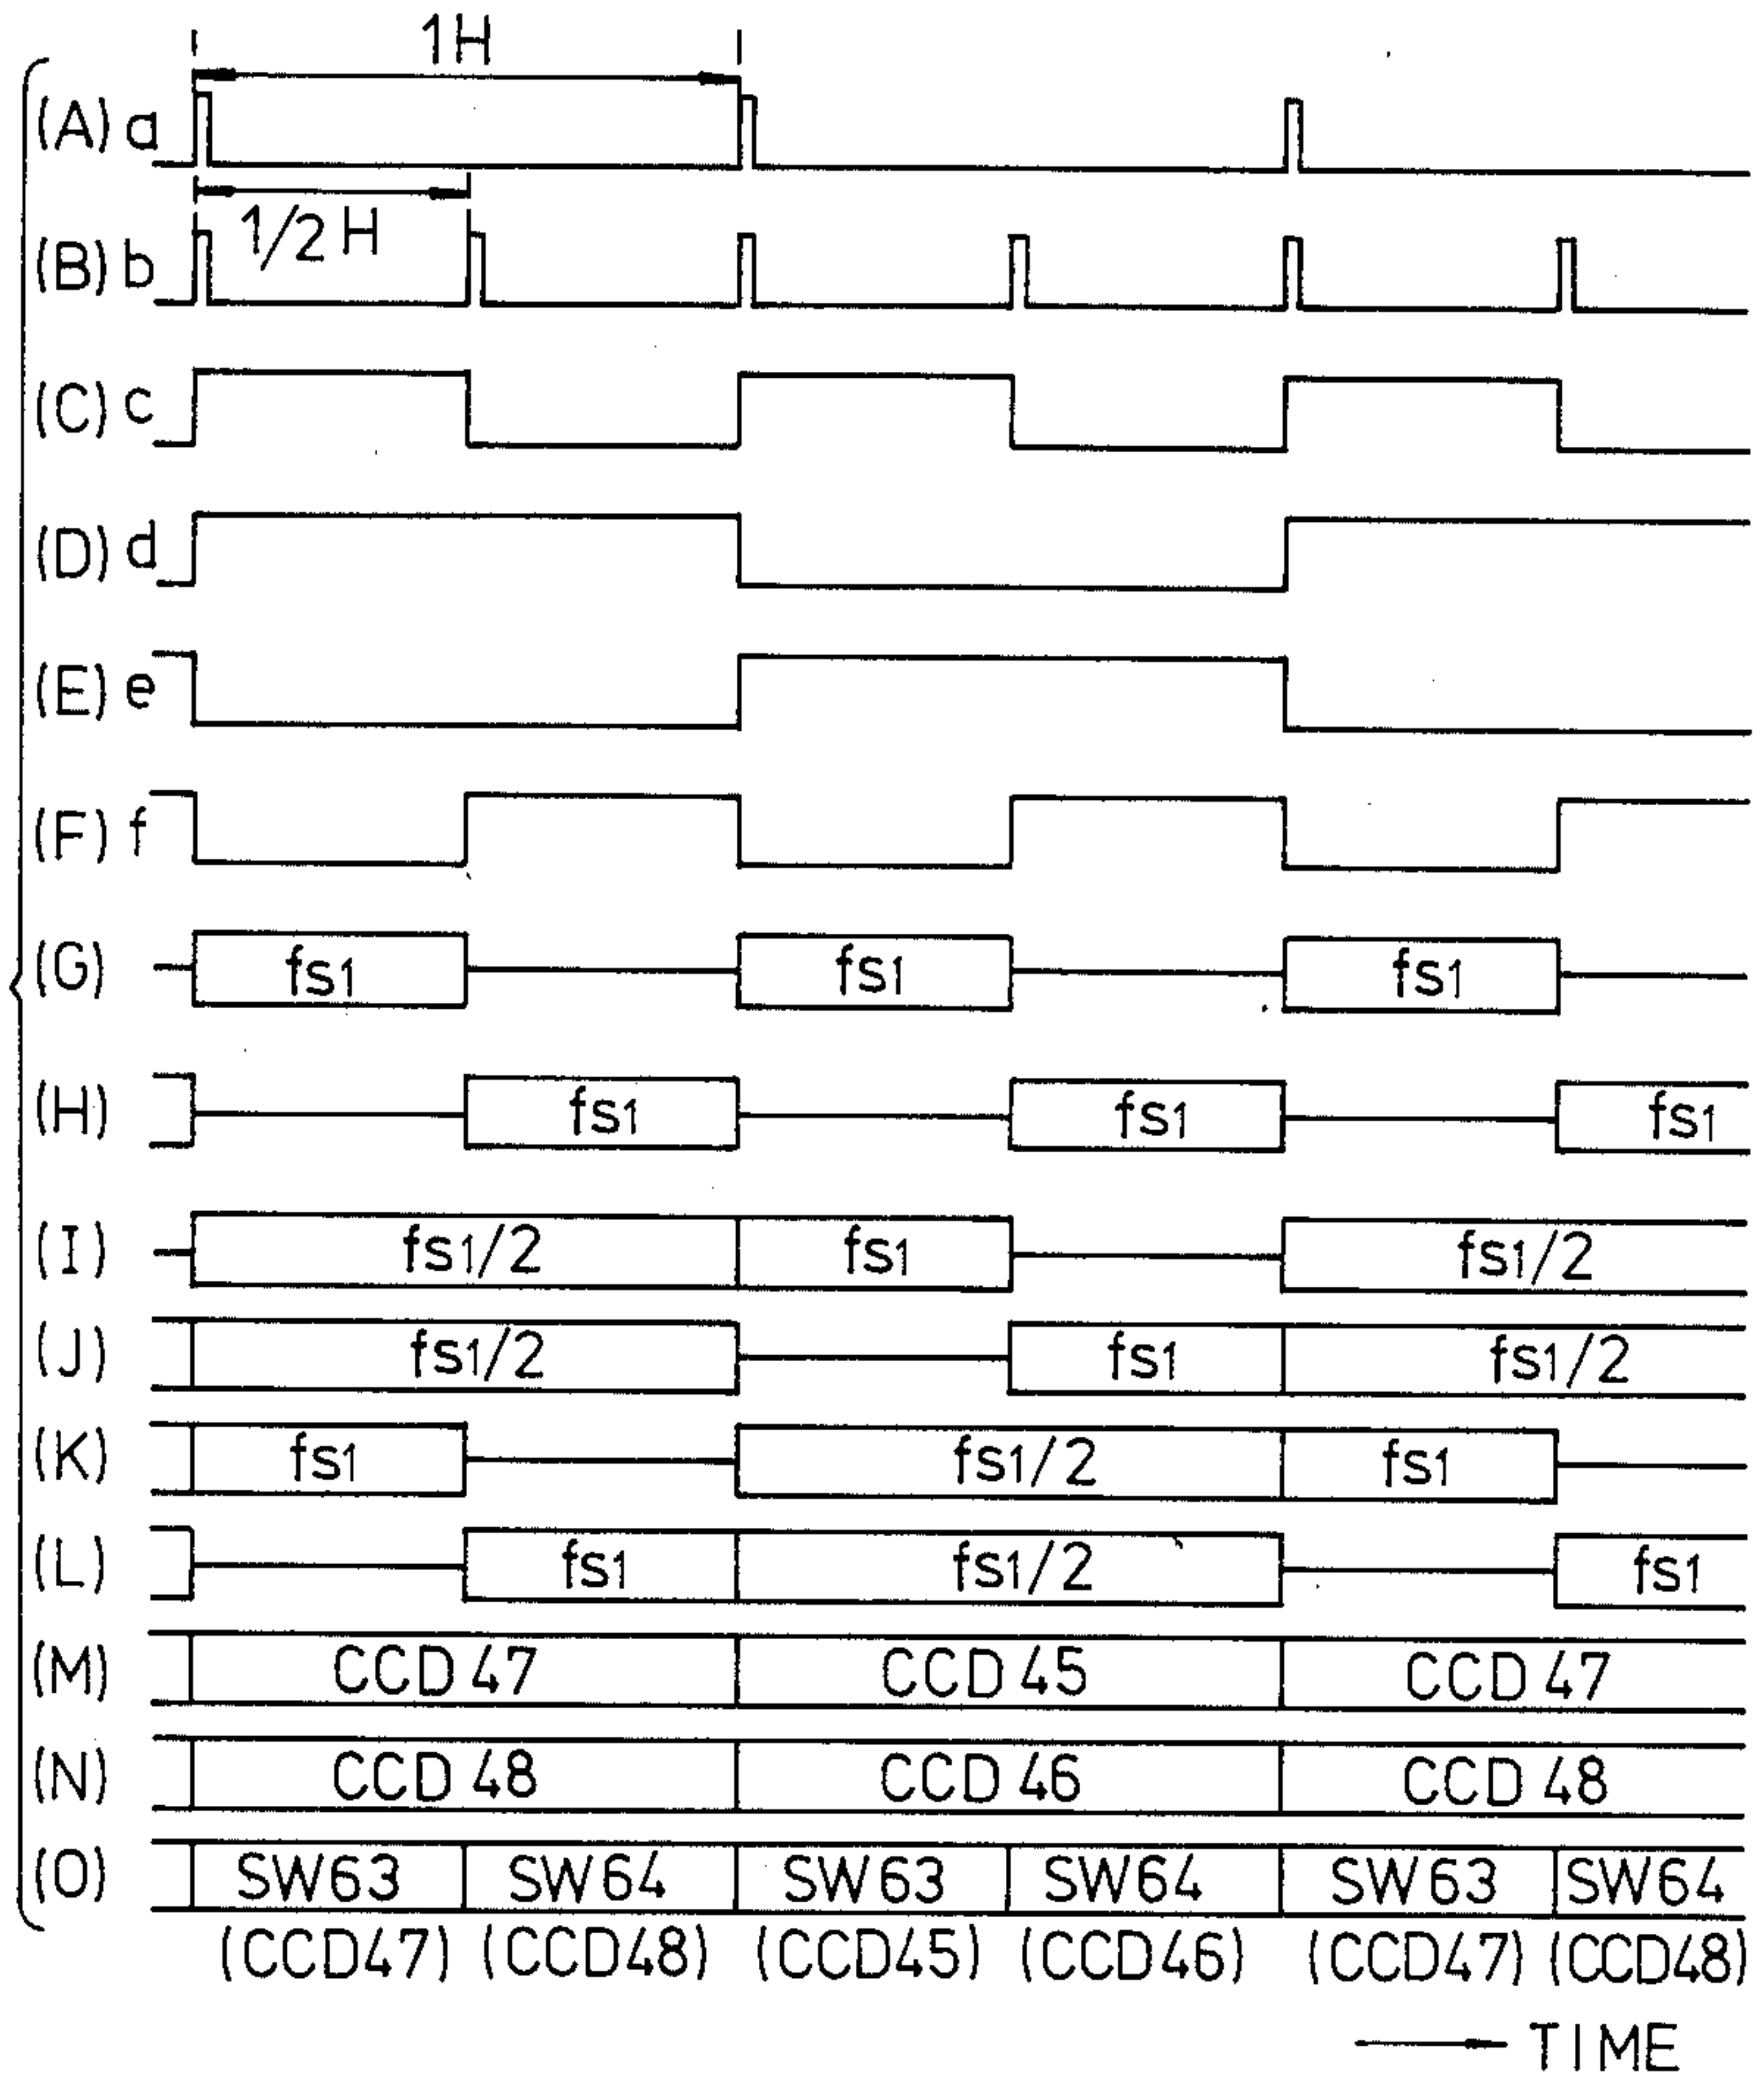 1H
(A) a
1/2 H
(B) b
(C) c
(D) d
(E) e
(F) f
(G) fs1 fs1 fs1
(H) fs1 fs1 fs1
(I) fs1/2 fs1 fs1/2
(J) fs1/2 fs1 fs1/2
(K) fs1 fs1/2 fs1
(L) fs1 fs1/2 fs1
(M) CCD 47 CCD 45 CCD 47
(N) CCD 48 CCD 46 CCD 48
(O) SW63 SW64 SW63 SW64 SW63 SW64
(CCD47) (CCD48) (CCD45) (CCD46) (CCD47) (CCD48)
TIME